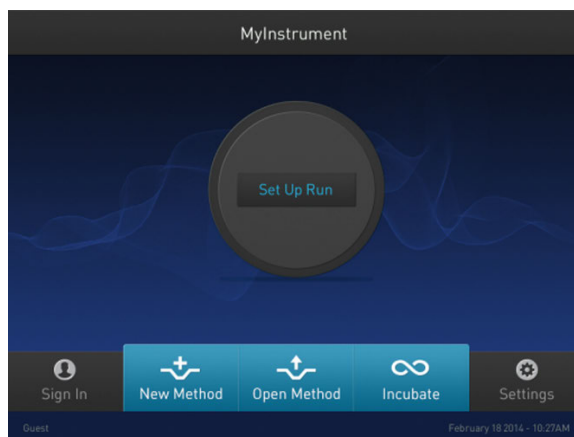 MyInstrument
Set Up Run
Sign In
New Method
Open Method
Incubate
Settings
Guest
February 18 2014 - 10:27AM